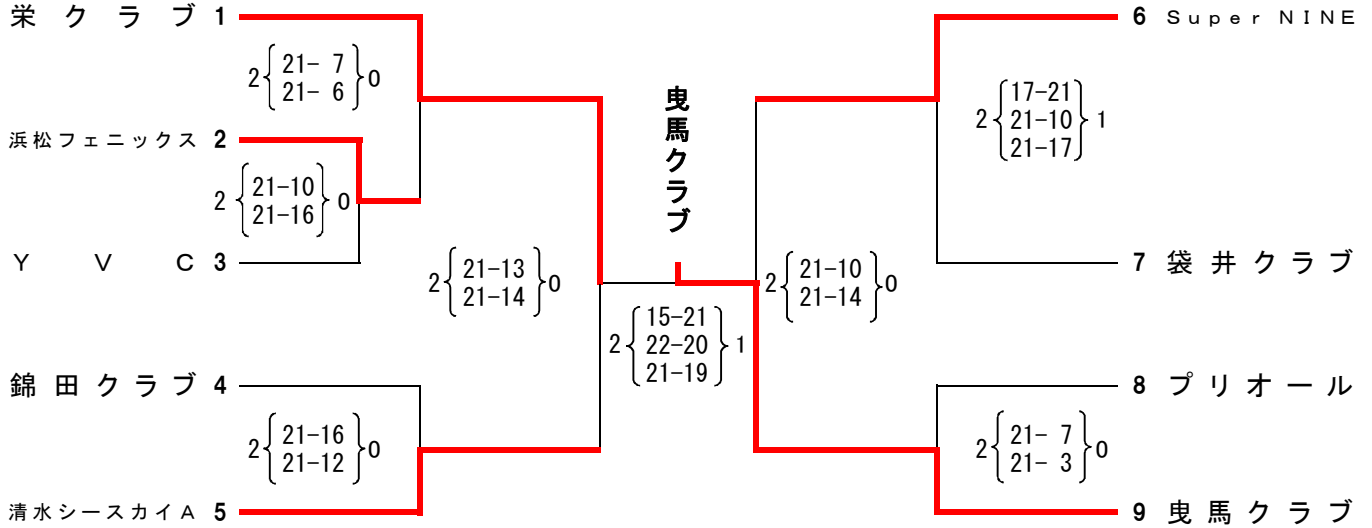 栄クラブ 1
2 { 21- 7 } 0
21- 6
浜松フェニックス 2
2 { 21-10 } 0
21-16
YVC 3
2 { 21-13 } 0
21-14
錦田クラブ 4
2 { 21-16 } 0
21-12
清水シースカイA 5
曳馬クラブ
2 { 15-21 } 1
22-20
21-19
6 Super NINE
2 { 17-21 } 1
21-10
21-17
7 袋井クラブ
2 { 21-10 } 0
21-14
8 プリオール
2 { 21- 7 } 0
21- 3
9 曳馬クラブ